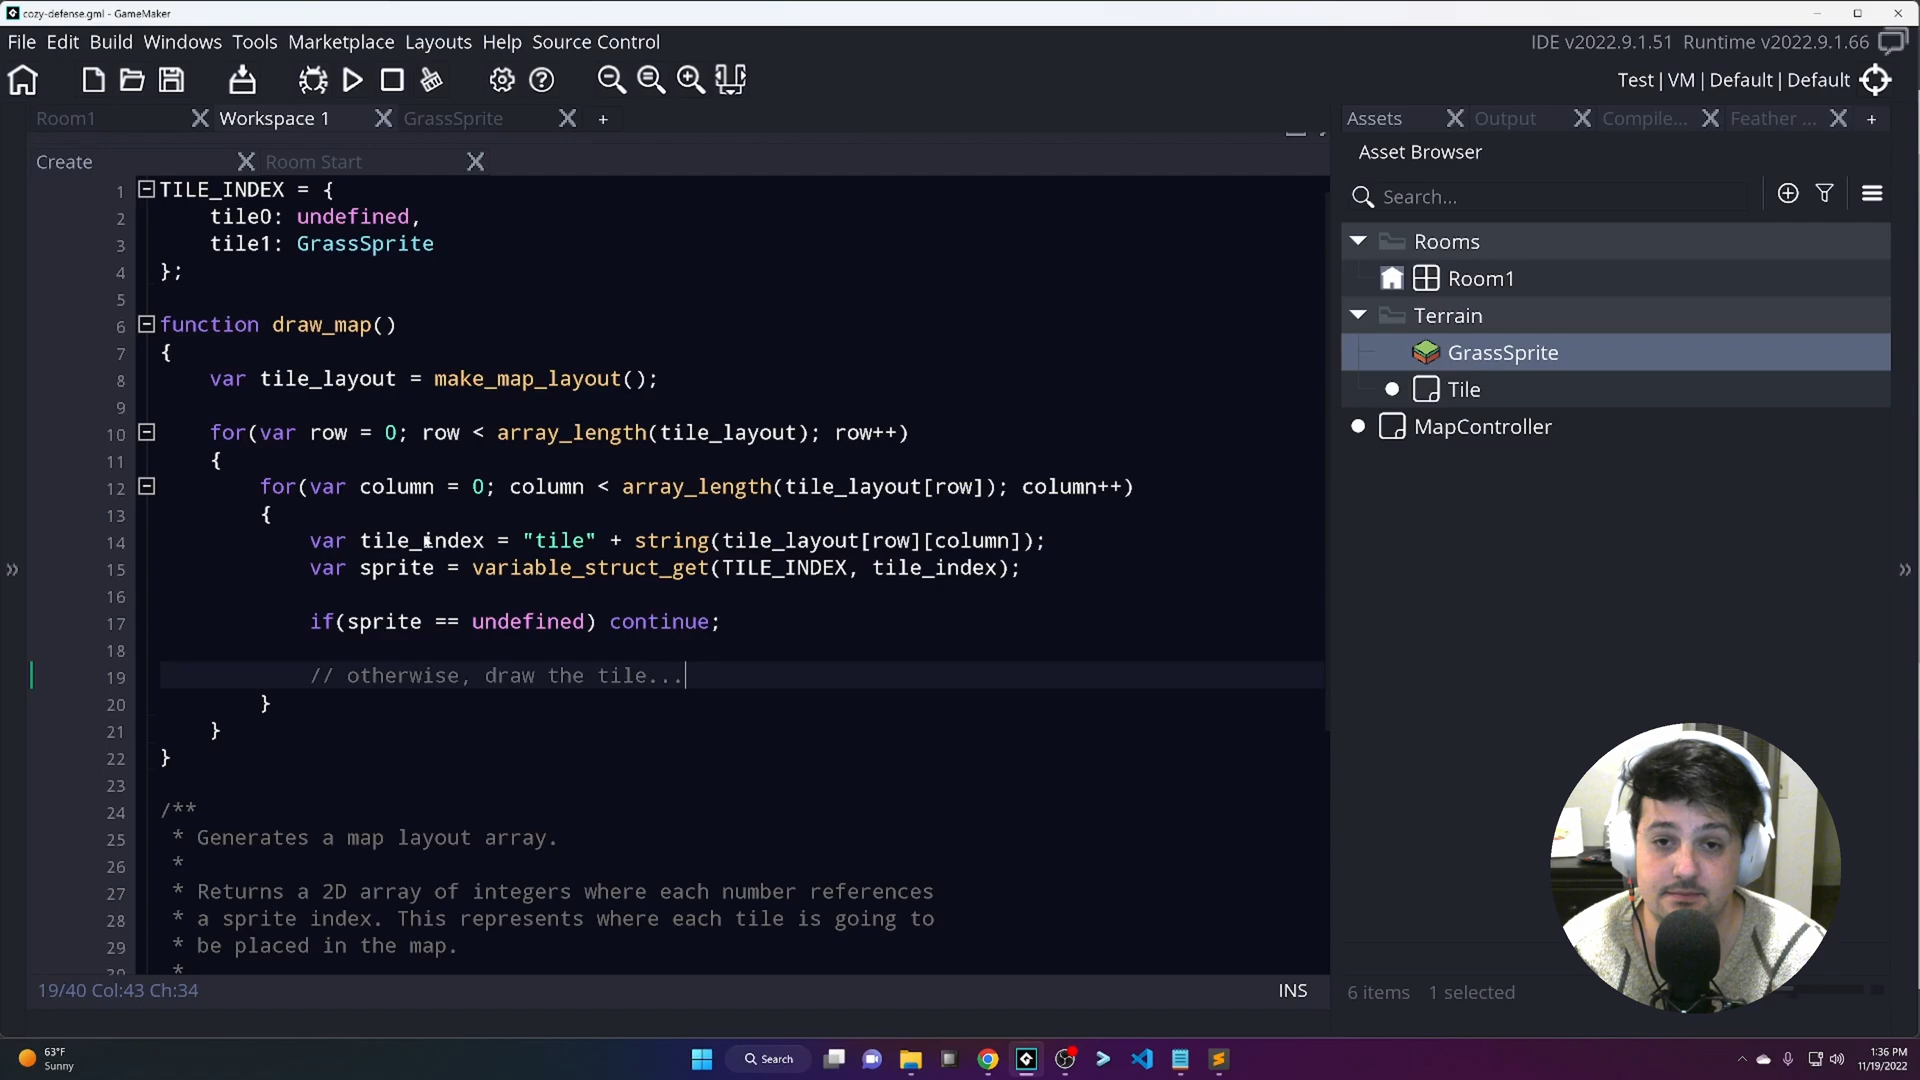 cozy-defense.gml - GameMaker
File Edit Build Windows Tools Marketplace Layouts Help Source Control
IDE v2022.9.1.51 Runtime v2022.9.1.66
Test | VM | Default | Default
Room1 Workspace 1 GrassSprite +
Assets Output Compile... Feather ... +
Create Room Start
Asset Browser
Search...
Rooms
Room1
Terrain
GrassSprite
Tile
MapController
1 TILE_INDEX = {
2 tile0: undefined,
3 tile1: GrassSprite
4 };
5
6 function draw_map()
7 {
8 var tile_layout = make_map_layout();
9
10 for(var row = 0; row < array_length(tile_layout); row++)
11 {
12 for(var column = 0; column < array_length(tile_layout[row]); column++)
13 {
14 var tile_index = "tile" + string(tile_layout[row][column]);
15 var sprite = variable_struct_get(TILE_INDEX, tile_index);
16
17 if(sprite == undefined) continue;
18
19 // otherwise, draw the tile...
20 }
21 }
22 }
23
24 /**
25 * Generates a map layout array.
26 *
27 * Returns a 2D array of integers where each number references
28 * a sprite index. This represents where each tile is going to
29 * be placed in the map.
30 *
19/40 Col:43 Ch:34
INS
6 items 1 selected
63°F
Sunny
Search
1:36 PM
11/19/2022